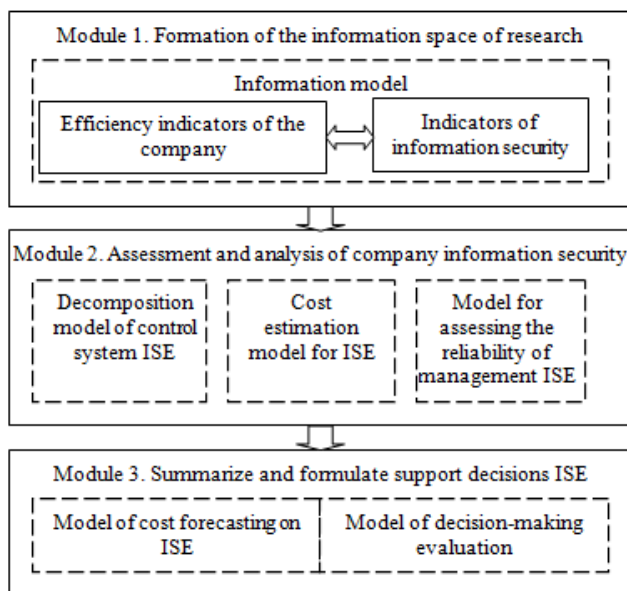 Module 1. Formation of the information space of research
Information model
Efficiency indicators of the
company
Indicators of
information security
Module 2. Assessment and analysis of company information security
Decomposition
model of control
system ISE
Cost
estimation
model for ISE
Model for
assessing the
reliability of
management ISE
Module 3. Summarize and formulate support decisions ISE
Model of cost forecasting on
ISE
Model of decision-making
evaluation